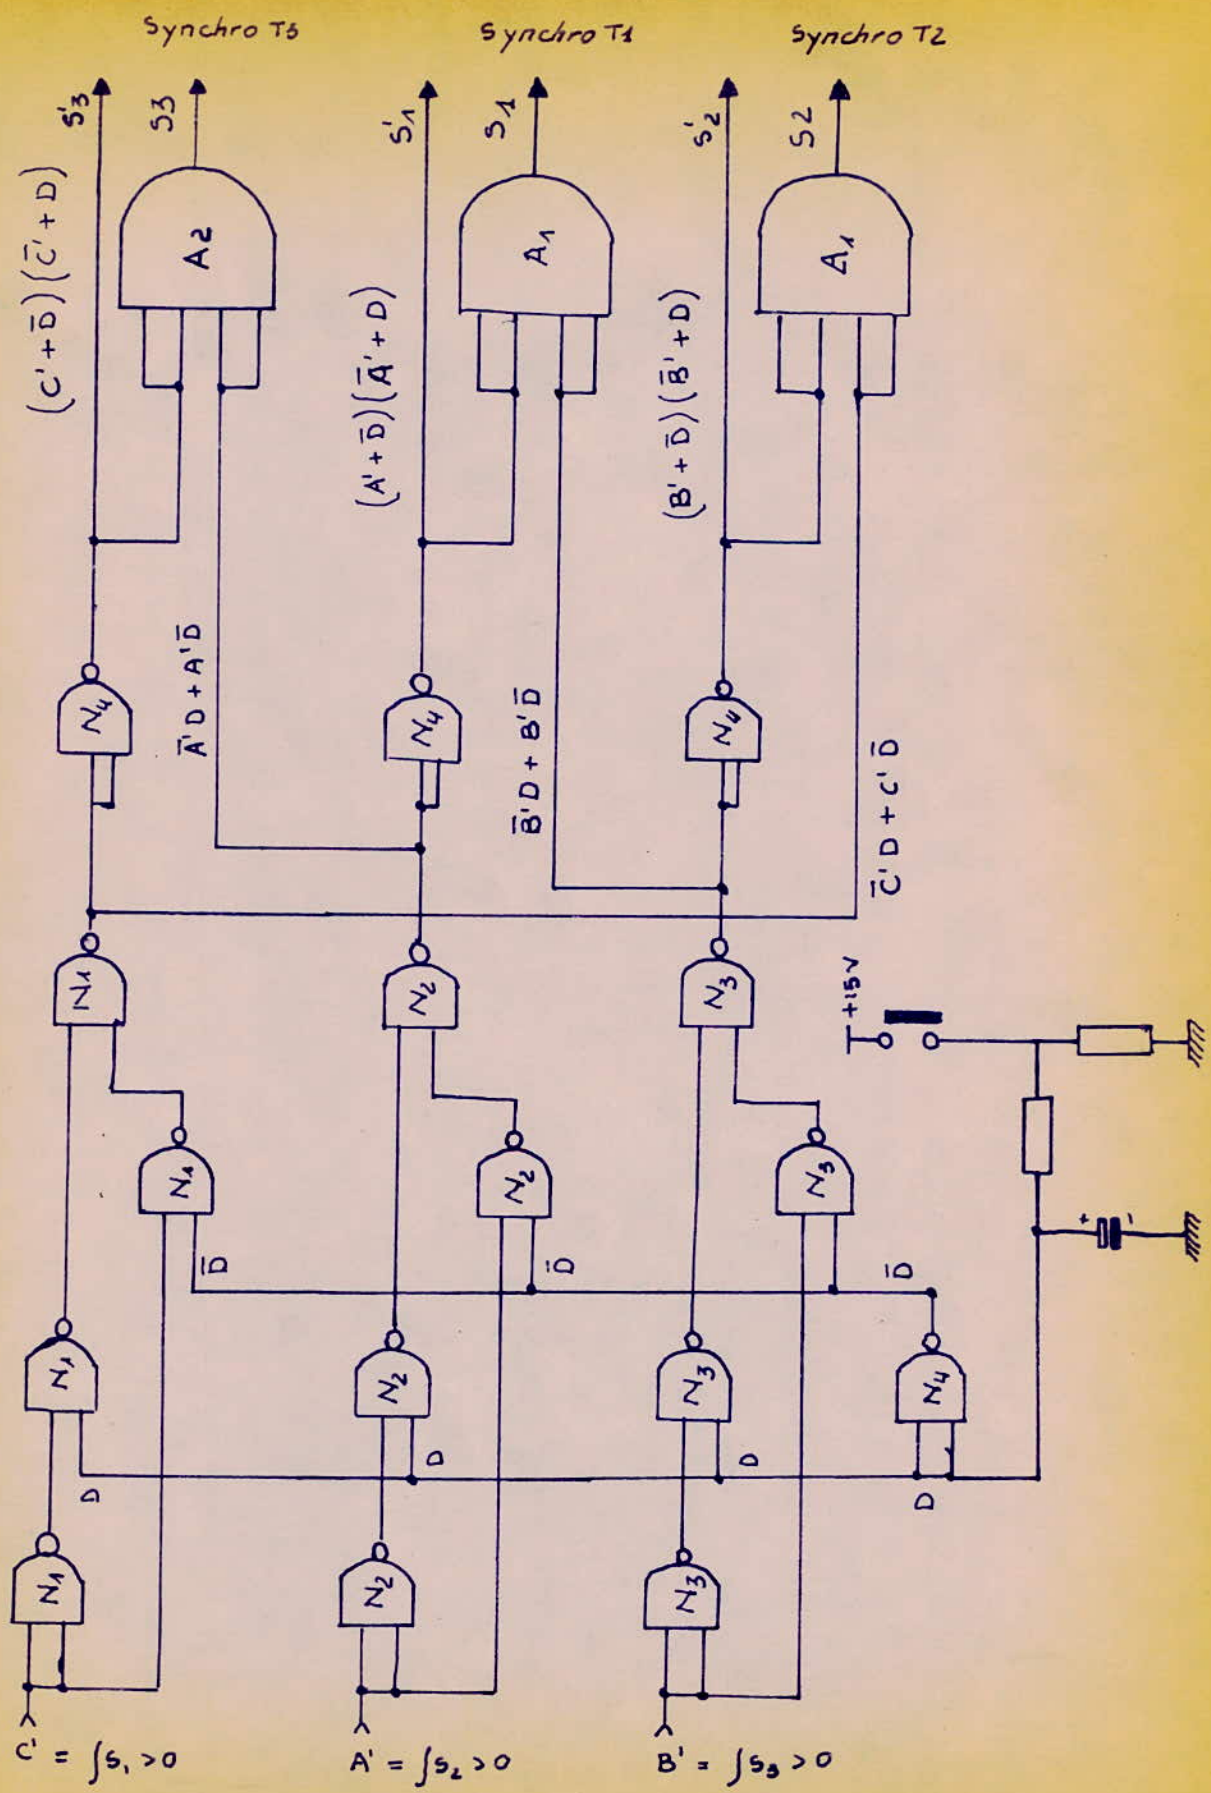 Synchro T3
Synchro T1
Synchro T2
S'3
S3
S'1
S1
S'2
S2
(C'+D̅)(C̅'+D)
A2
(A'+D̅)(A̅'+D)
A1
(B'+D̅)(B̅'+D)
A1
N4
A̅'D+A'D̅
N4
B̅'D+B'D̅
N4
C̅'D+C'D̅
N1
N2
N3
+15V
N1
N2
N3
D̅
D̅
D̅
+
-
N1
N2
N3
N4
D
D
D
D
N1
N2
N3
C' = ∫S1 >0
A' = ∫S2 >0
B' = ∫S3 >0